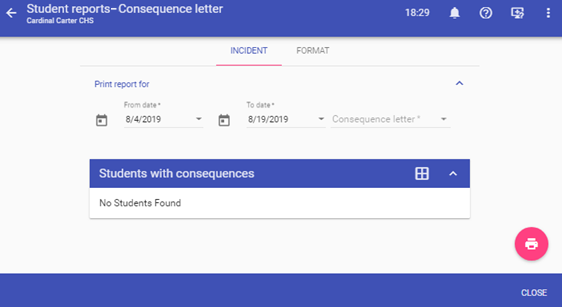 Student reports–Consequence letter
Cardinal Carter CHS
18:29
INCIDENT FORMAT
Print report for
From date * To date *
8/4/2019 8/19/2019 Consequence letter *
Students with consequences
No Students Found
CLOSE